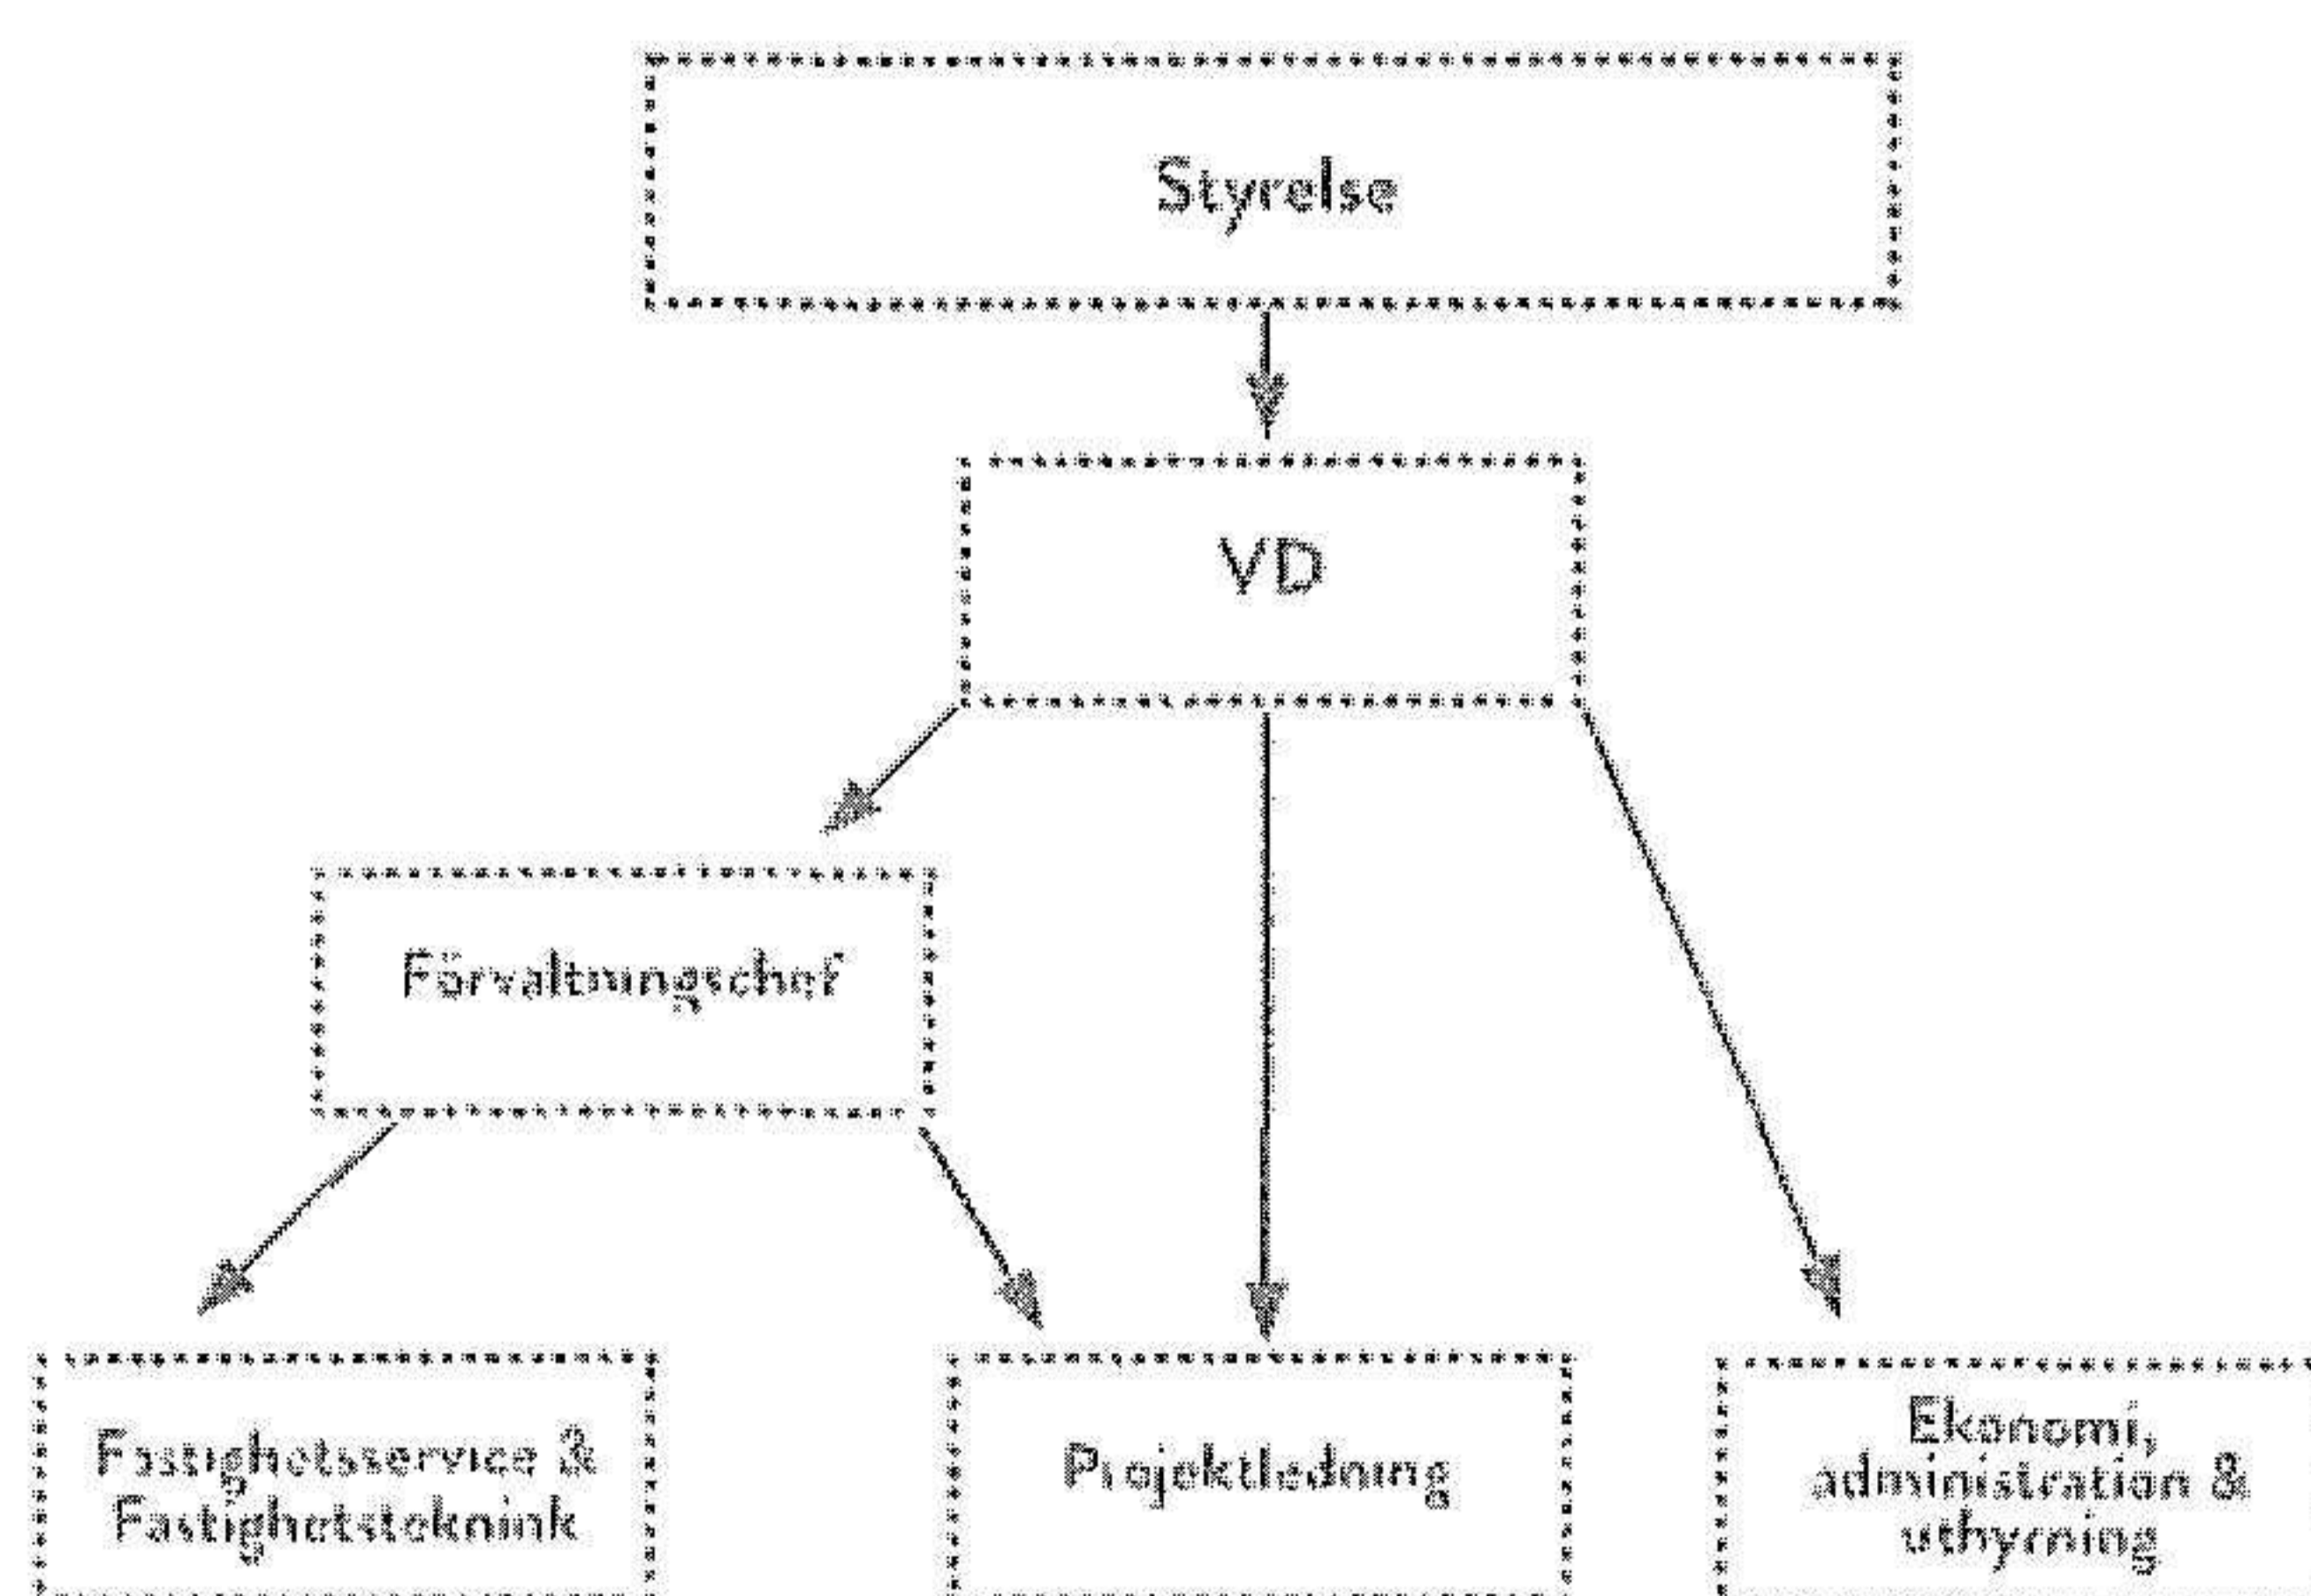 Styrelse
VD
Förvaltningschef
Fastighetsservice &
Fastighetsteknink
Projektledning
Ekonomi,
administration &
uthyrning